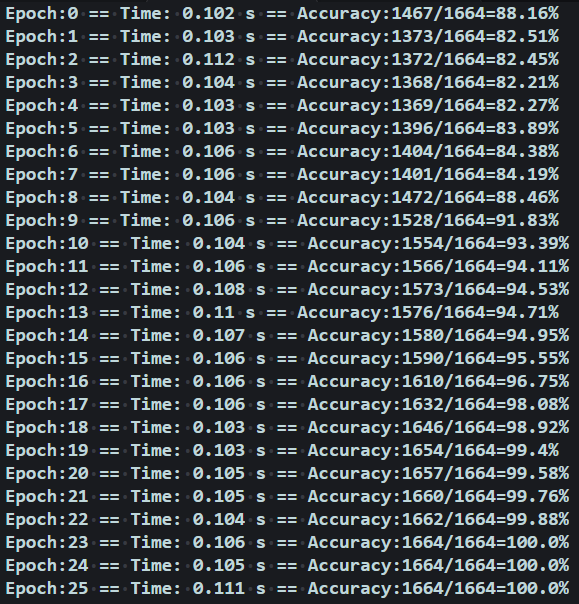 Epoch:0 == Time: 0.102 s == Accuracy:1467/1664=88.16%
Epoch:1 == Time: 0.103 s == Accuracy:1373/1664=82.51%
Epoch:2 == Time: 0.112 s == Accuracy:1372/1664=82.45%
Epoch:3 == Time: 0.104 s == Accuracy:1368/1664=82.21%
Epoch:4 == Time: 0.103 s == Accuracy:1369/1664=82.27%
Epoch:5 == Time: 0.103 s == Accuracy:1396/1664=83.89%
Epoch:6 == Time: 0.106 s == Accuracy:1404/1664=84.38%
Epoch:7 == Time: 0.106 s == Accuracy:1401/1664=84.19%
Epoch:8 == Time: 0.104 s == Accuracy:1472/1664=88.46%
Epoch:9 == Time: 0.106 s == Accuracy:1528/1664=91.83%
Epoch:10 == Time: 0.104 s == Accuracy:1554/1664=93.39%
Epoch:11 == Time: 0.106 s == Accuracy:1566/1664=94.11%
Epoch:12 == Time: 0.108 s == Accuracy:1573/1664=94.53%
Epoch:13 == Time: 0.11 s == Accuracy:1576/1664=94.71%
Epoch:14 == Time: 0.107 s == Accuracy:1580/1664=94.95%
Epoch:15 == Time: 0.106 s == Accuracy:1590/1664=95.55%
Epoch:16 == Time: 0.106 s == Accuracy:1610/1664=96.75%
Epoch:17 == Time: 0.106 s == Accuracy:1632/1664=98.08%
Epoch:18 == Time: 0.103 s == Accuracy:1646/1664=98.92%
Epoch:19 == Time: 0.103 s == Accuracy:1654/1664=99.4%
Epoch:20 == Time: 0.105 s == Accuracy:1657/1664=99.58%
Epoch:21 == Time: 0.105 s == Accuracy:1660/1664=99.76%
Epoch:22 == Time: 0.104 s == Accuracy:1662/1664=99.88%
Epoch:23 == Time: 0.106 s == Accuracy:1664/1664=100.0%
Epoch:24 == Time: 0.105 s == Accuracy:1664/1664=100.0%
Epoch:25 == Time: 0.111 s == Accuracy:1664/1664=100.0%